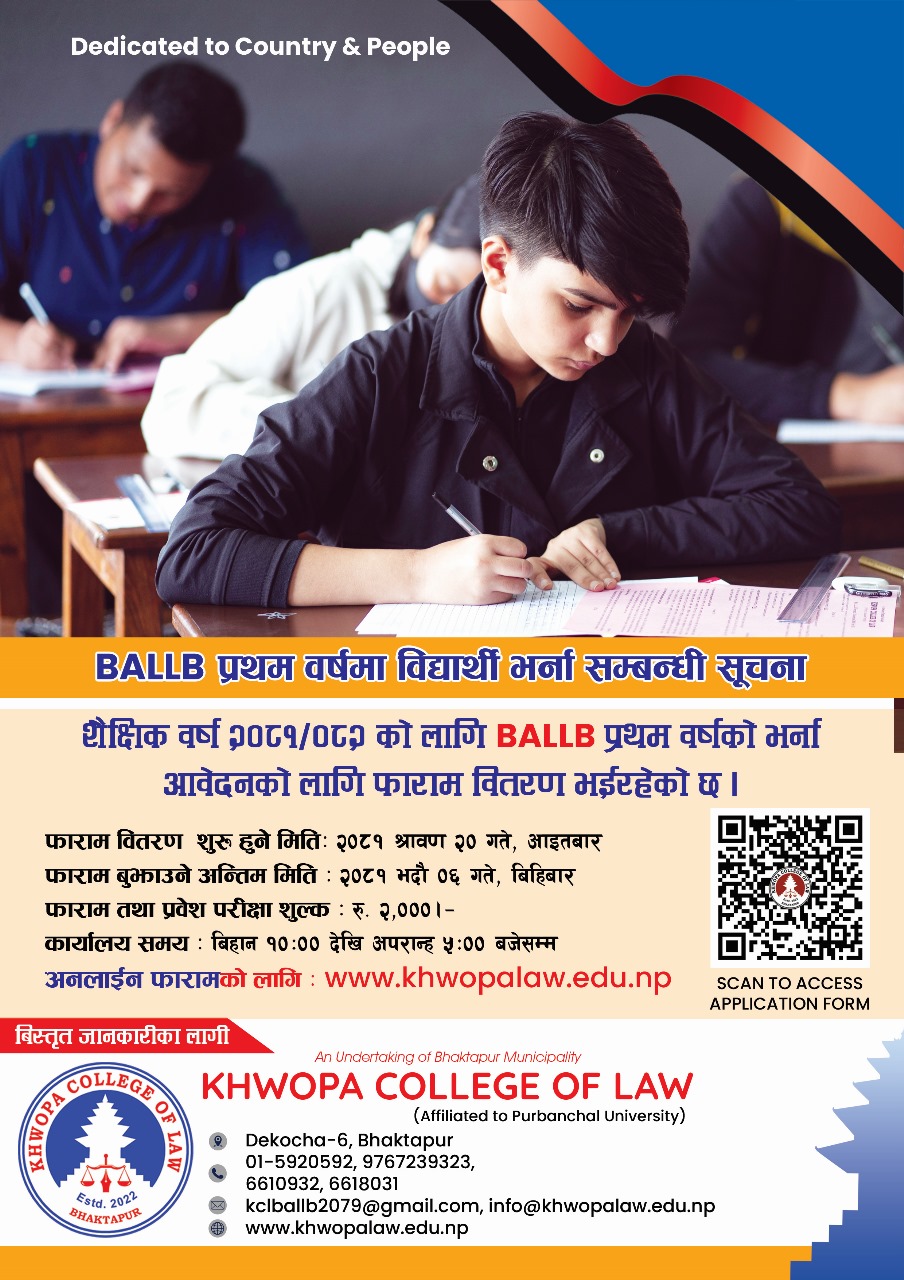 Dedicated to Country & People
BALLB प्रथम वर्षमा विद्यार्थी भर्ना सम्बन्धी सूचना
शैक्षिक वर्ष २०८१/०८२ को लागि BALLB प्रथम वर्षको भर्ना
आवेदनको लागि फाराम वितरण भईरहेको छ ।
फाराम वितरण शुरू हुने मिति: २०८१ श्रावण २० गते, आइतबार
फाराम बुझाउने अन्तिम मिति : २०८१ भदौ ०६ गते, बिहिबार
फाराम तथा प्रवेश परीक्षा शुल्क : रु. २,०००।-
कार्यालय समय : बिहान १०:०० देखि अपरान्ह ५:०० बजेसम्म
अनलाईन फारामको लागि : www.khwopalaw.edu.np
SCAN TO ACCESS
APPLICATION FORM
बिस्तृत जानकारीका लागी
An Undertaking of Bhaktapur Municipality
KHWOPA COLLEGE OF LAW
(Affiliated to Purbanchal University)
KHWOPA COLLEGE OF LAW
Estd. 2022
BHAKTAPUR
Dekocha-6, Bhaktapur
01-5920592, 9767239323,
6610932, 6618031
kclballb2079@gmail.com, info@khwopalaw.edu.np
www.khwopalaw.edu.np